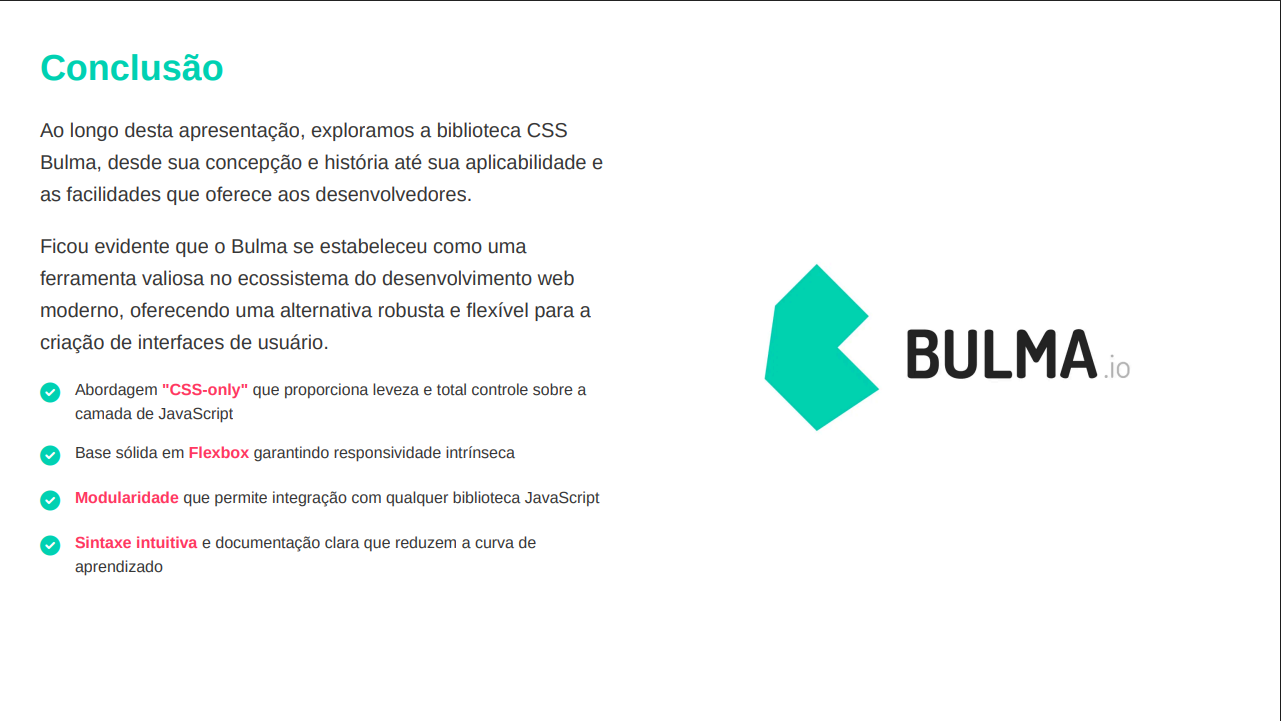 Conclusão
Ao longo desta apresentação, exploramos a biblioteca CSS
Bulma, desde sua concepção e história até sua aplicabilidade e
as facilidades que oferece aos desenvolvedores.
Ficou evidente que o Bulma se estabeleceu como uma
ferramenta valiosa no ecossistema do desenvolvimento web
moderno, oferecendo uma alternativa robusta e flexível para a
criação de interfaces de usuário.
Abordagem "CSS-only" que proporciona leveza e total controle sobre a
camada de JavaScript
Base sólida em Flexbox garantindo responsividade intrínseca
Modularidade que permite integração com qualquer biblioteca JavaScript
Sintaxe intuitiva e documentação clara que reduzem a curva de
aprendizado
BULMA.io